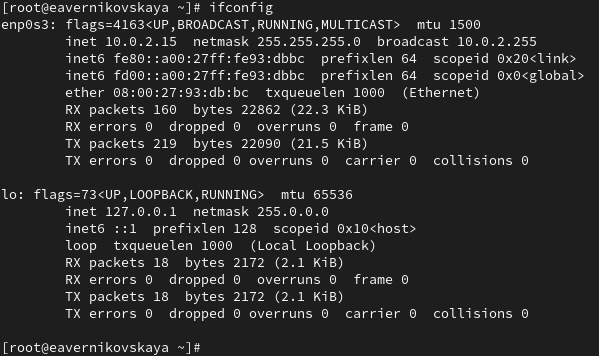 [root@eavernikovskaya ~]# ifconfig
enp0s3: flags=4163<UP,BROADCAST,RUNNING,MULTICAST>  mtu 1500
        inet 10.0.2.15  netmask 255.255.255.0  broadcast 10.0.2.255
        inet6 fe80::a00:27ff:fe93:dbbc  prefixlen 64  scopeid 0x20<link>
        inet6 fd00::a00:27ff:fe93:dbbc  prefixlen 64  scopeid 0x0<global>
        ether 08:00:27:93:db:bc  txqueuelen 1000  (Ethernet)
        RX packets 160  bytes 22862 (22.3 KiB)
        RX errors 0  dropped 0  overruns 0  frame 0
        TX packets 219  bytes 22090 (21.5 KiB)
        TX errors 0  dropped 0 overruns 0  carrier 0  collisions 0

lo: flags=73<UP,LOOPBACK,RUNNING>  mtu 65536
        inet 127.0.0.1  netmask 255.0.0.0
        inet6 ::1  prefixlen 128  scopeid 0x10<host>
        loop  txqueuelen 1000  (Local Loopback)
        RX packets 18  bytes 2172 (2.1 KiB)
        RX errors 0  dropped 0  overruns 0  frame 0
        TX packets 18  bytes 2172 (2.1 KiB)
        TX errors 0  dropped 0 overruns 0  carrier 0  collisions 0

[root@eavernikovskaya ~]#